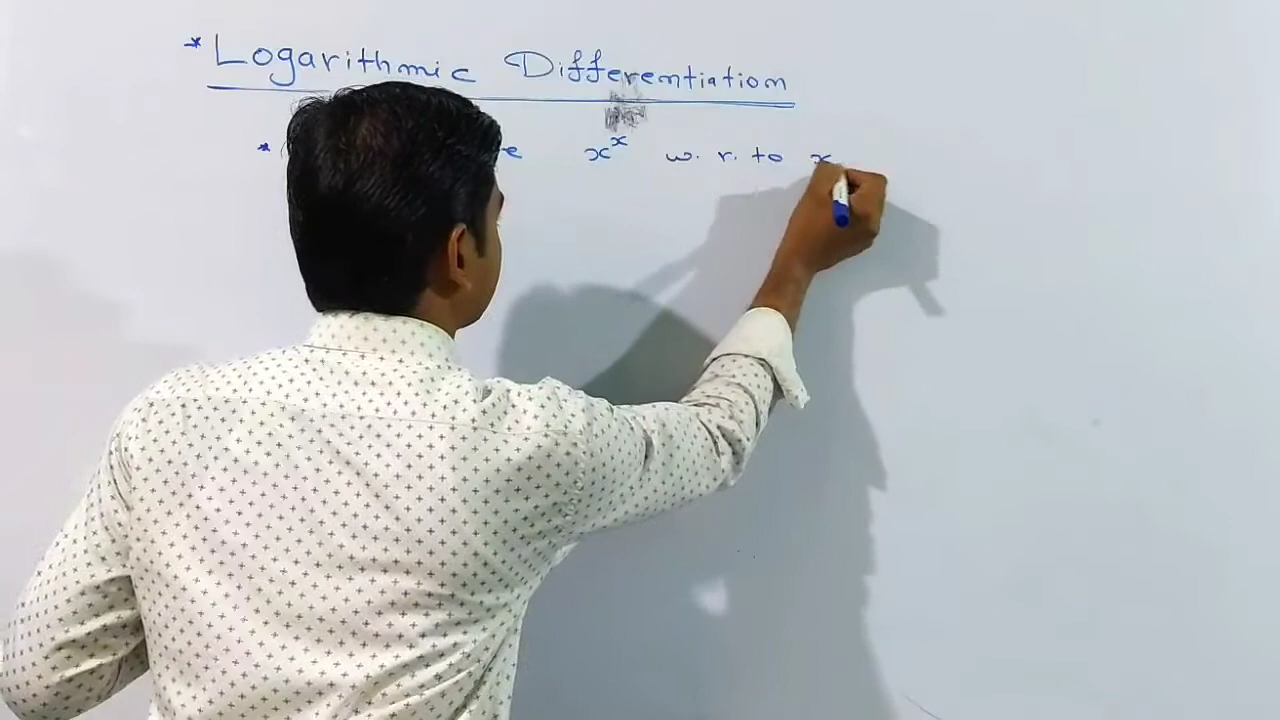 * Logarithmic Differentiation
* x^x w. r. to x